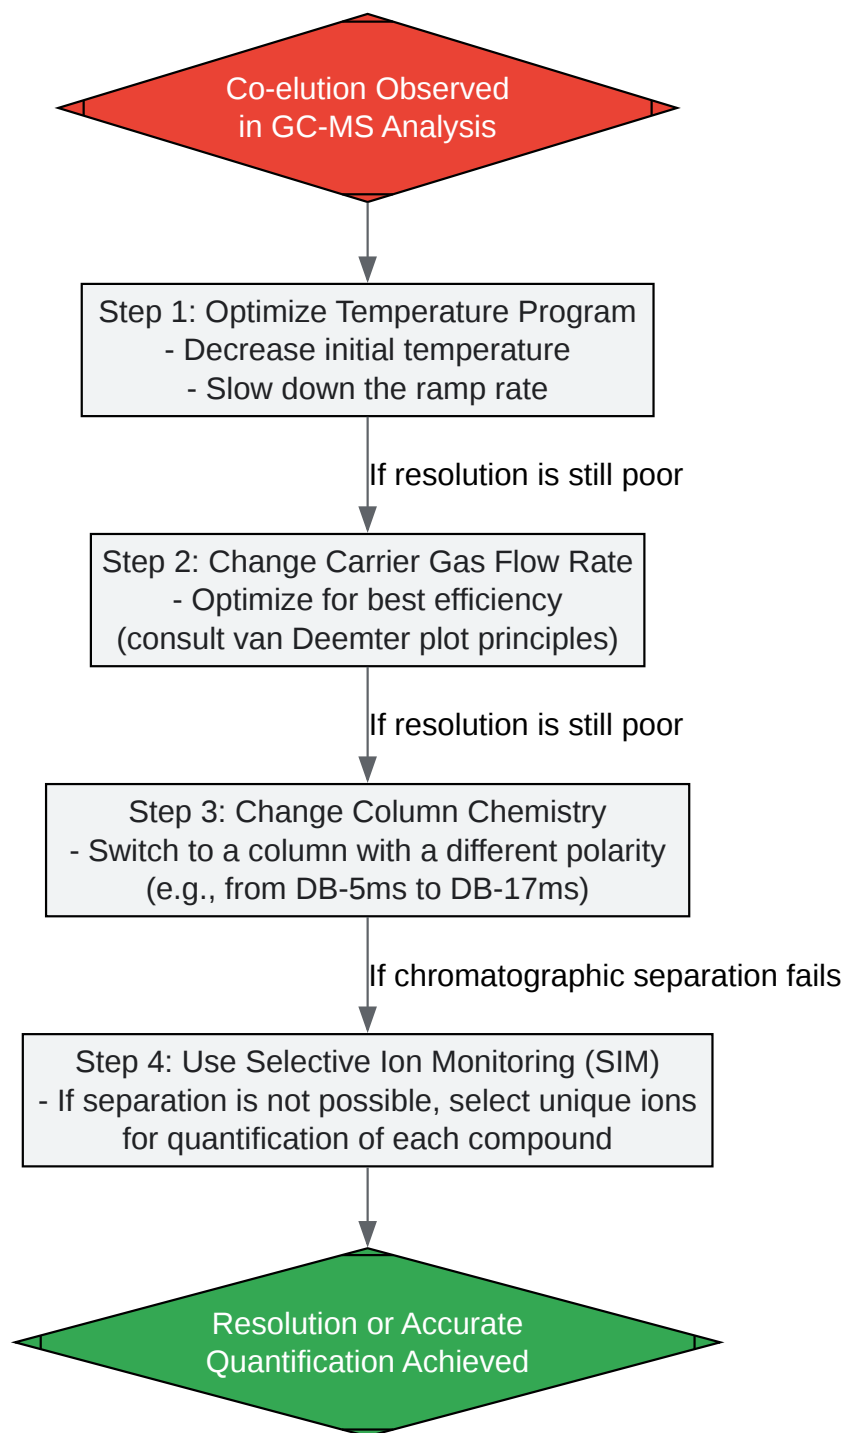 Co-elution Observed
in GC-MS Analysis
Step 1: Optimize Temperature Program
- Decrease initial temperature
- Slow down the ramp rate
If resolution is still poor
Step 2: Change Carrier Gas Flow Rate
- Optimize for best efficiency
(consult van Deemter plot principles)
If resolution is still poor
Step 3: Change Column Chemistry
- Switch to a column with a different polarity
(e.g., from DB-5ms to DB-17ms)
If chromatographic separation fails
Step 4: Use Selective Ion Monitoring (SIM)
- If separation is not possible, select unique ions
for quantification of each compound
Resolution or Accurate
Quantification Achieved